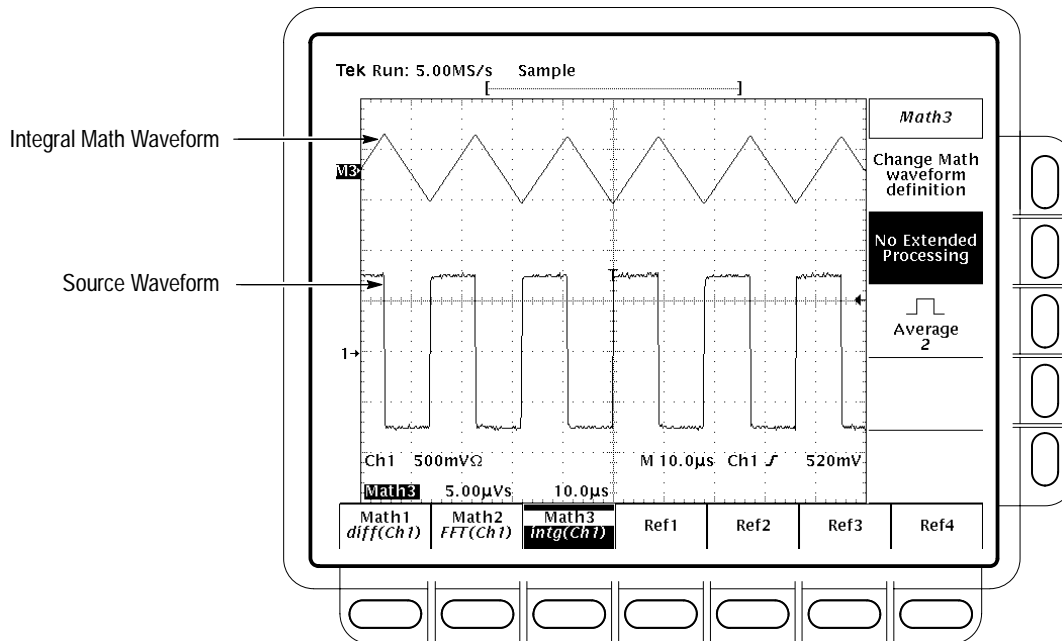 Tek Run: 5.00MS/s Sample
Integral Math Waveform
M3
Source Waveform
1
T
Ch1 500mVΩ M 10.0µs Ch1 ƒ 520mV
Math3 5.00µVs 10.0µs
Math3
Change Math
waveform
definition
No Extended
Processing
Average
2
Math1
diff(Ch1)
Math2
FFT(Ch1)
Math3
intg(Ch1)
Ref1
Ref2
Ref3
Ref4